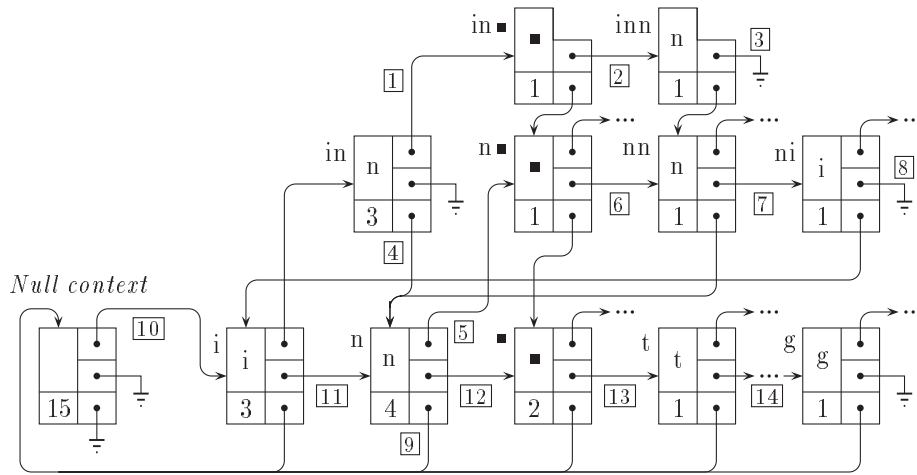 in■ inn
■ n 3
1 2 1
... ...
in n■ nn ni
n ■ n i 8
3 1 6 1 7 1
4
Null context
... ... ..
10 i n 5 ■ t g
i n ■ t g
15 3 11 4 12 2 13 1 ... 14 1
9
1
..